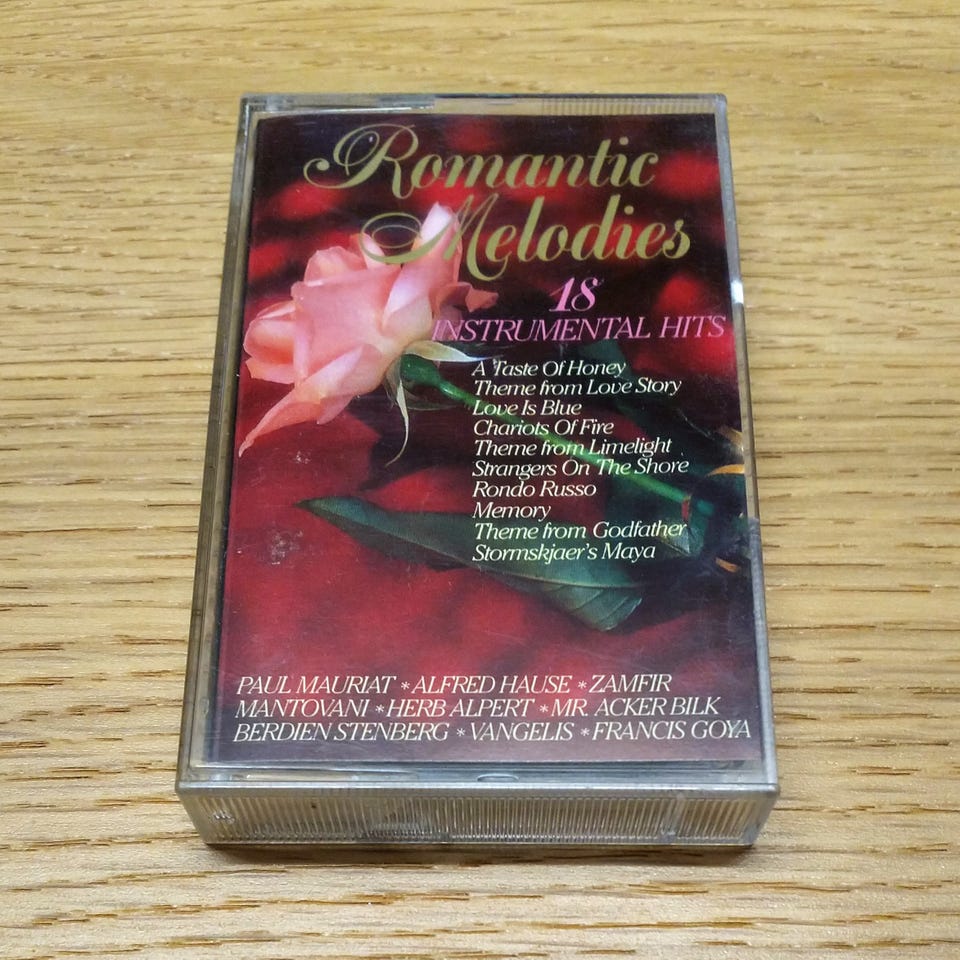 Romantic
Melodies
18
INSTRUMENTAL HITS
A Taste Of Honey
Theme from Love Story
Love Is Blue
Chariots Of Fire
Theme from Limelight
Strangers On The Shore
Rondo Russo
Memory
Theme from Godfather
Stormskjaer's Maya
PAUL MAURIAT * ALFRED HAUSE * ZAMFIR
MANTOVANI * HERB ALPERT * MR. ACKER BILK
BERDIEN STENBERG * VANGELIS * FRANCIS GOYA